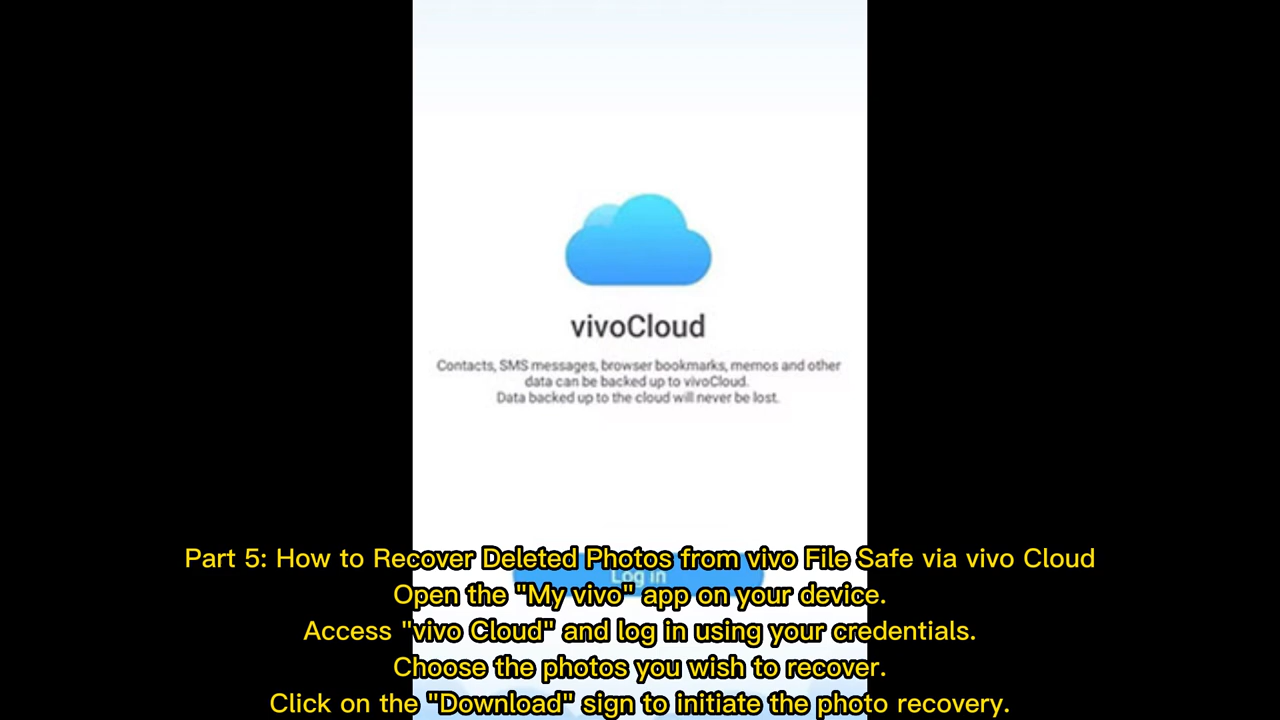 vivoCloud
Contacts, SMS messages, browser bookmarks, memos and other
data can be backed up to vivoCloud.
Data backed up to the cloud will never be lost.
Part 5: How to Recover Deleted Photos from vivo File Safe via vivo Cloud
Log in
Open the "My vivo" app on your device.
Access "vivo Cloud" and log in using your credentials.
Choose the photos you wish to recover.
Click on the "Download" sign to initiate the photo recovery.